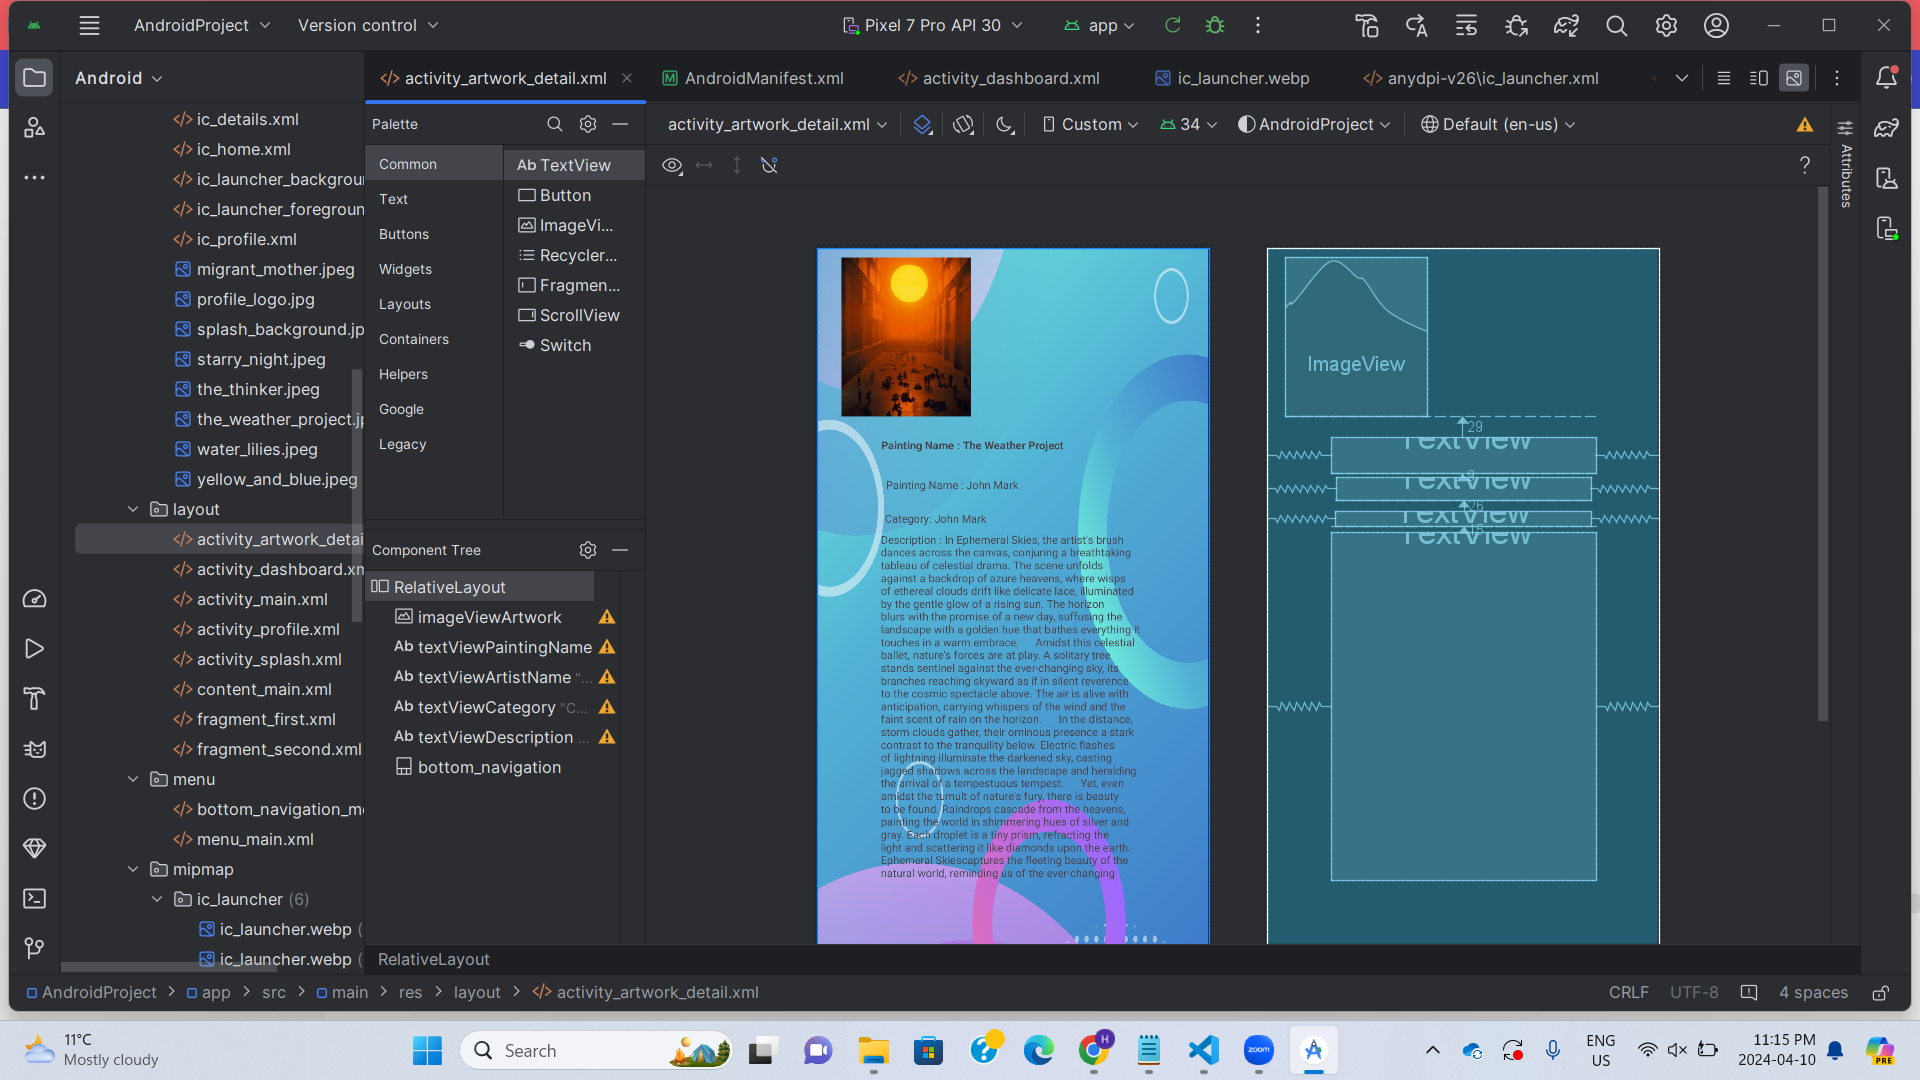 AndroidProject
Version control
Pixel 7 Pro API 30
app
Android
activity_artwork_detail.xml
AndroidManifest.xml
activity_dashboard.xml
ic_launcher.webp
anydpi-v26\ic_launcher.xml
ic_details.xml
ic_home.xml
ic_launcher_backgrou
ic_launcher_foregroun
ic_profile.xml
migrant_mother.jpeg
profile_logo.jpg
splash_background.jp
starry_night.jpeg
the_thinker.jpeg
the_weather_project.j
water_lilies.jpeg
yellow_and_blue.jpeg
layout
activity_artwork_detai
activity_dashboard.xm
activity_main.xml
activity_profile.xml
activity_splash.xml
content_main.xml
fragment_first.xml
fragment_second.xml
menu
bottom_navigation_m
menu_main.xml
mipmap
ic_launcher (6)
ic_launcher.webp (
ic_launcher.webp (
Palette
Common
Text
Buttons
Widgets
Layouts
Containers
Helpers
Google
Legacy
Ab TextView
Button
ImageVi...
Recycler...
Fragmen...
ScrollView
Switch
Component Tree
RelativeLayout
imageViewArtwork
Ab textViewPaintingName
Ab textViewArtistName "...
Ab textViewCategory "C...
Ab textViewDescription ...
bottom_navigation
activity_artwork_detail.xml
Custom
34
AndroidProject
Default (en-us)
?
Attributes
Painting Name : The Weather Project
Painting Name : John Mark
Category: John Mark
Description : In Ephemeral Skies, the artist's brush
dances across the canvas, conjuring a breathtaking
tableau of celestial drama. The scene unfolds
against a backdrop of azure heavens, where wisps
of ethereal clouds drift like delicate lace, illuminated
by the gentle glow of a rising sun. The horizon
blurs with the promise of a new day, suffusing the
landscape with a golden hue that bathes everything it
touches in a warm embrace. Amidst this celestial
ballet, nature's forces are at play. A solitary tree
stands sentinel against the ever-changing sky, its
branches reaching skyward as if in silent reverence
to the cosmic spectacle above. The air is alive with
anticipation, carrying whispers of the wind and the
faint scent of rain on the horizon. In the distance,
storm clouds gather, their ominous presence a stark
contrast to the tranquility below. Electric flashes
of lightning illuminate the darkened sky, casting
jagged shadows across the landscape and heralding
the arrival of a tempestuous tempest. Yet, even
amidst the tumult of nature's fury, there is beauty
to be found. Raindrops cascade from the heavens,
painting the world in shimmering hues of silver and
gray. Each droplet is a tiny prism, refracting the
light and scattering it like diamonds upon the earth.
Ephemeral Skiescaptures the fleeting beauty of the
natural world, reminding us of the ever-changing
ImageView
29
TextView
9
TextView
26
TextView
15
TextView
RelativeLayout
AndroidProject > app > src > main > res > layout > activity_artwork_detail.xml
CRLF
UTF-8
4 spaces
11°C
Mostly cloudy
Search
H
zoom
ENG
US
11:15 PM
2024-04-10
PRE